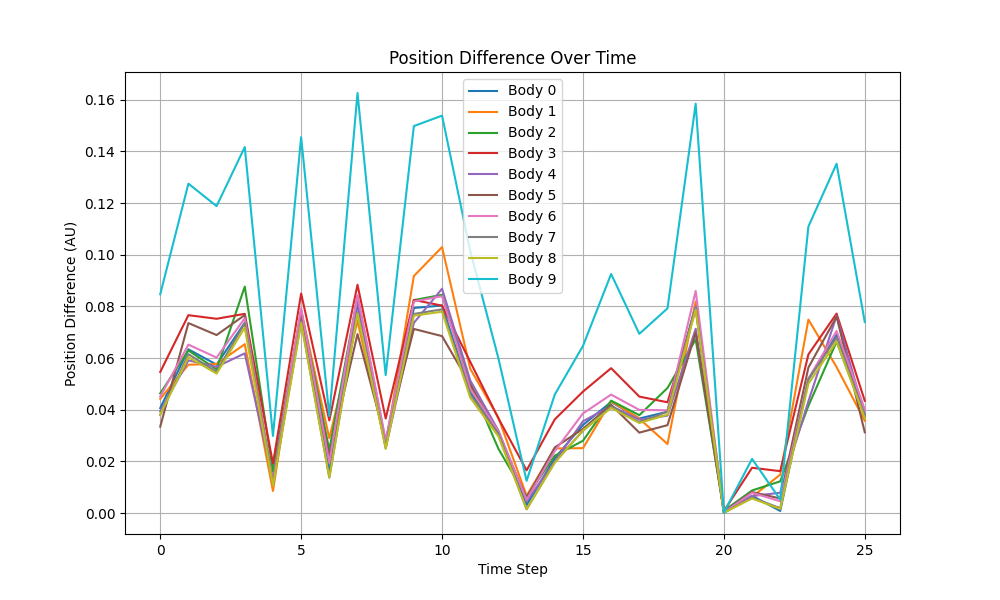 Position Difference Over Time
Position Difference (AU)
0.16
0.14
0.12
0.10
0.08
0.06
0.04
0.02
0.00
Body 0
Body 1
Body 2
Body 3
Body 4
Body 5
Body 6
Body 7
Body 8
Body 9
0 5 10 15 20 25
Time Step